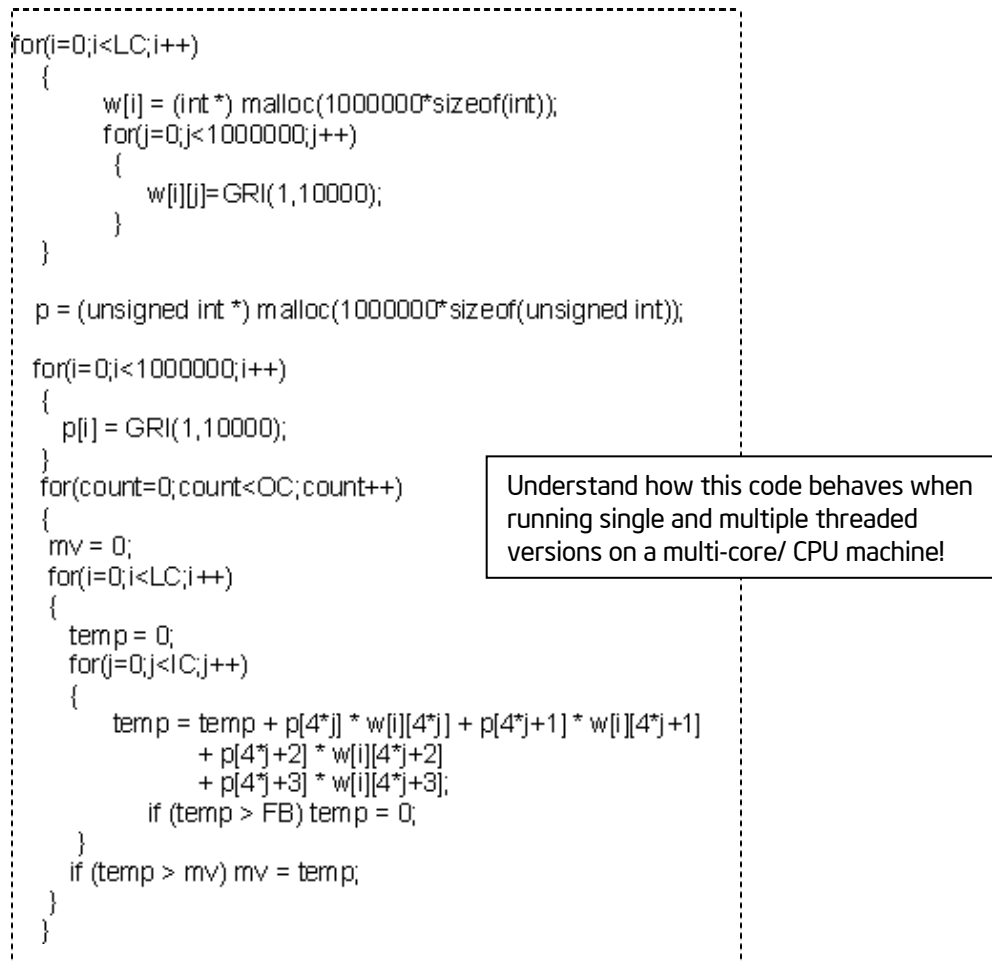 for(i=0;i<LC;i++)
{
w[i] = (int *) malloc(1000000*sizeof(int));
for(j=0;j<1000000;j++)
{
w[i][j]=GRI(1,10000);
}
}
p = (unsigned int *) malloc(1000000*sizeof(unsigned int));
for(i=0;i<1000000;i++)
{
p[i] = GRI(1,10000);
}
for(count=0;count<OC;count++)
{
mv = 0;
for(i=0;i<LC;i++)
{
temp = 0;
for(j=0;j<IC;j++)
{
temp = temp + p[4*j] * w[i][4*j] + p[4*j+1] * w[i][4*j+1]
+ p[4*j+2] * w[i][4*j+2]
+ p[4*j+3] * w[i][4*j+3];
if (temp > FB) temp = 0;
}
if (temp > mv) mv = temp;
}
}
Understand how this code behaves when
running single and multiple threaded
versions on a multi-core/ CPU machine!